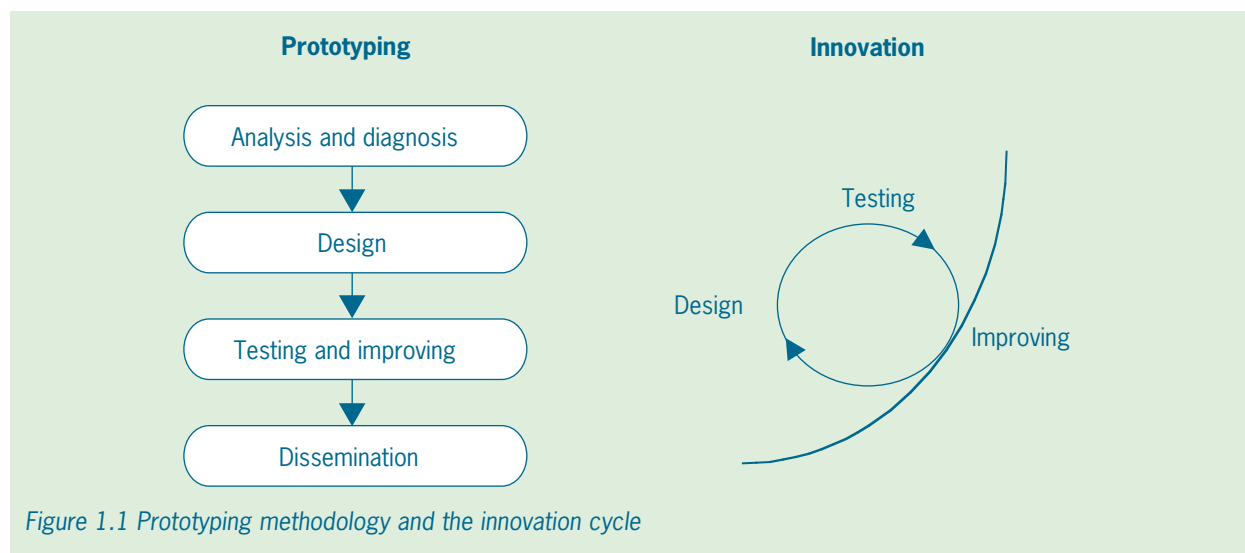 Prototyping
Analysis and diagnosis
Design
Testing and improving
Dissemination
Innovation
Testing
Design
Improving
Figure 1.1 Prototyping methodology and the innovation cycle